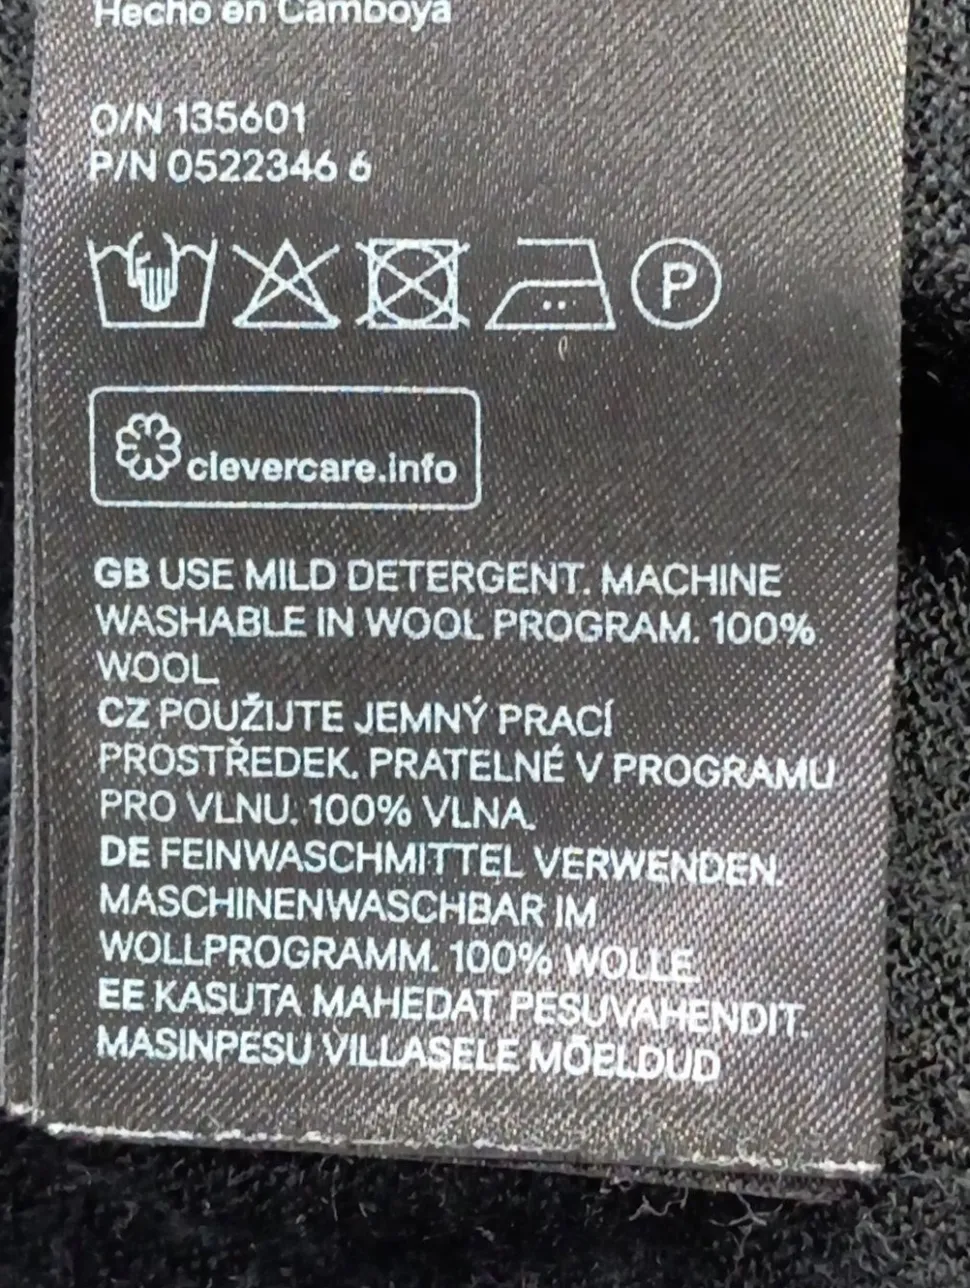 Hecho en Camboya
O/N 135601
P/N 0522346 6
P
clevercare.info
GB USE MILD DETERGENT. MACHINE
WASHABLE IN WOOL PROGRAM. 100%
WOOL
CZ POUŽIJTE JEMNÝ PRACÍ
PROSTŘEDEK. PRATELNÉ V PROGRAMU
PRO VLNU. 100% VLNA.
DE FEINWASCHMITTEL VERWENDEN.
MASCHINENWASCHBAR IM
WOLLPROGRAMM. 100% WOLLE.
EE KASUTA MAHEDAT PESUVAHENDIT.
MASINPESU VILLASELE MÕELDUD